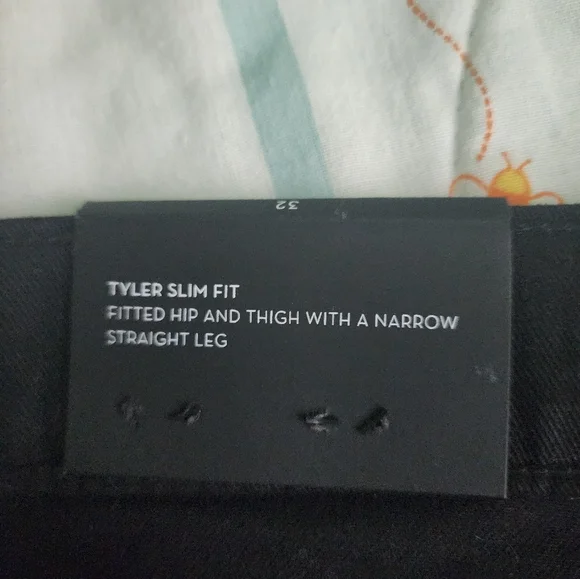 32
TYLER SLIM FIT
FITTED HIP AND THIGH WITH A NARROW
STRAIGHT LEG